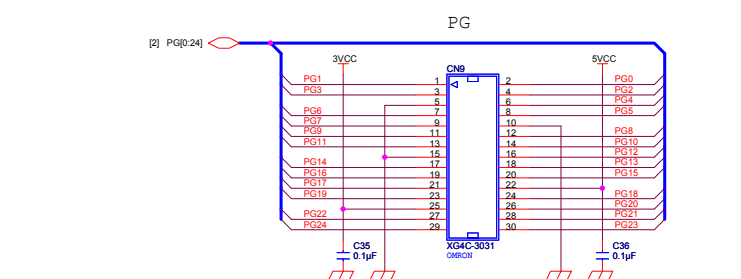 PG
[2] PG[0:24]
3VCC
5VCC
CN9
PG1 1 2 PG0
PG3 3 4 PG2
5 6 PG4
PG6 7 8 PG5
PG7 9 10
PG9 11 12 PG8
PG11 13 14 PG10
15 16 PG12
PG14 17 18 PG13
PG16 19 20 PG15
PG17 21 22
PG19 23 24 PG18
25 26 PG20
PG22 27 28 PG21
PG24 29 30 PG23
C35
0.1µF
XG4C-3031
OMRON
C36
0.1µF